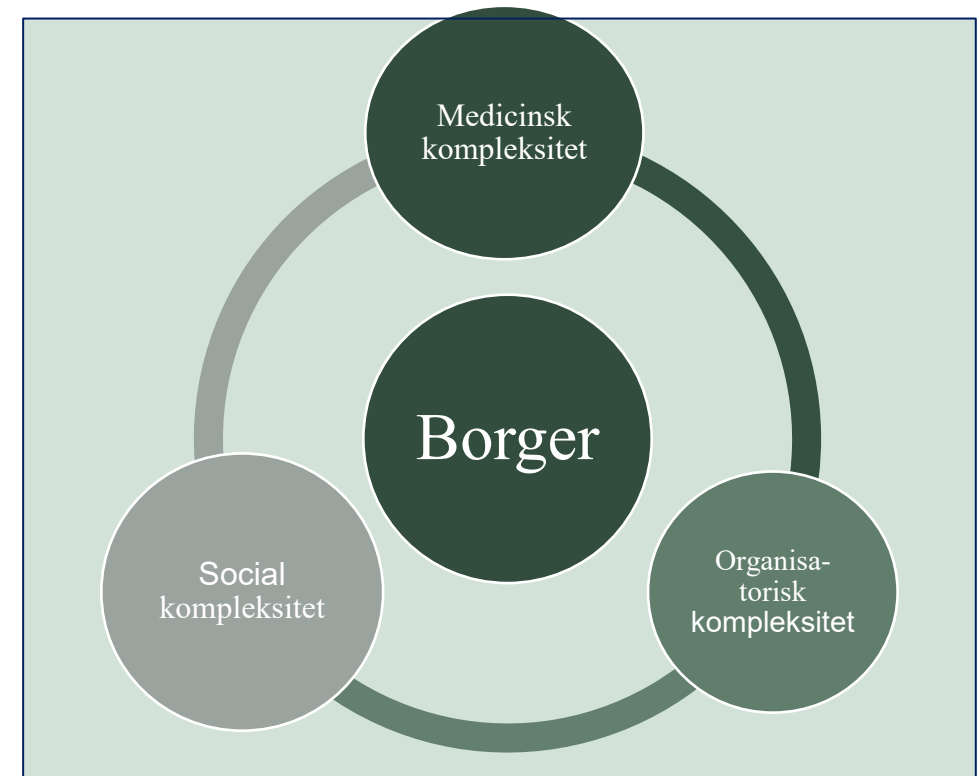 Medicinsk
kompleksitet
Borger
Social
kompleksitet
Organisa-
torisk
kompleksitet